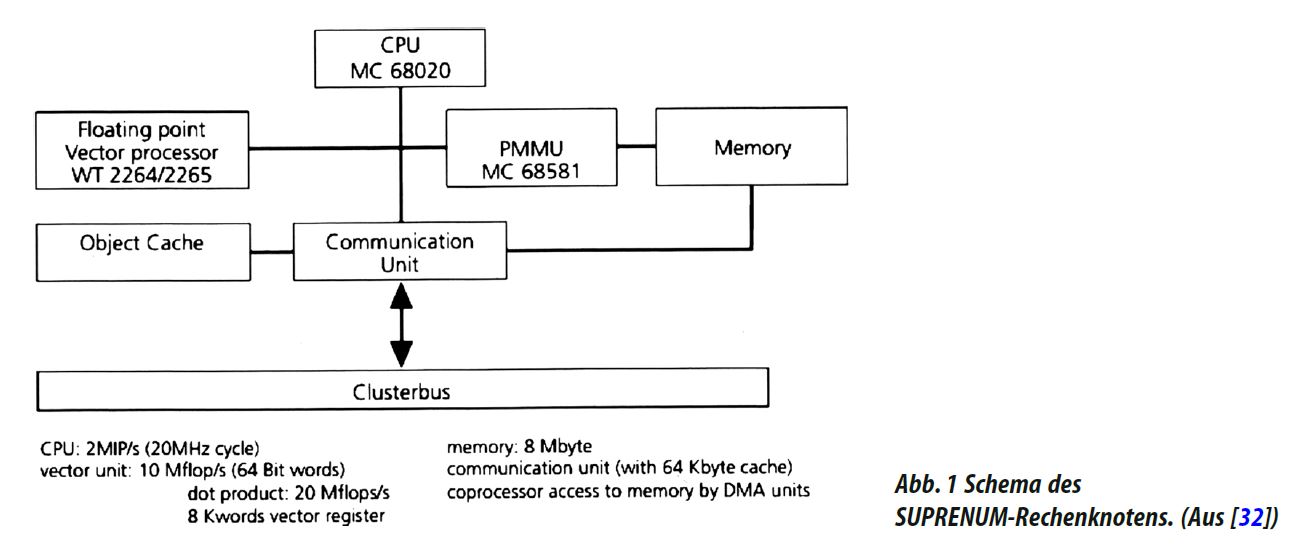 CPU
MC 68020
Floating point
Vector processor
WT 2264/2265
PMMU
MC 68581
Memory
Object Cache
Communication
Unit
Clusterbus
CPU: 2MIP/s (20MHz cycle)
vector unit: 10 Mflop/s (64 Bit words)
dot product: 20 Mflops/s
8 Kwords vector register
memory: 8 Mbyte
communication unit (with 64 Kbyte cache)
coprocessor access to memory by DMA units
Abb. 1 Schema des
SUPRENUM-Rechenknotens. (Aus [32])